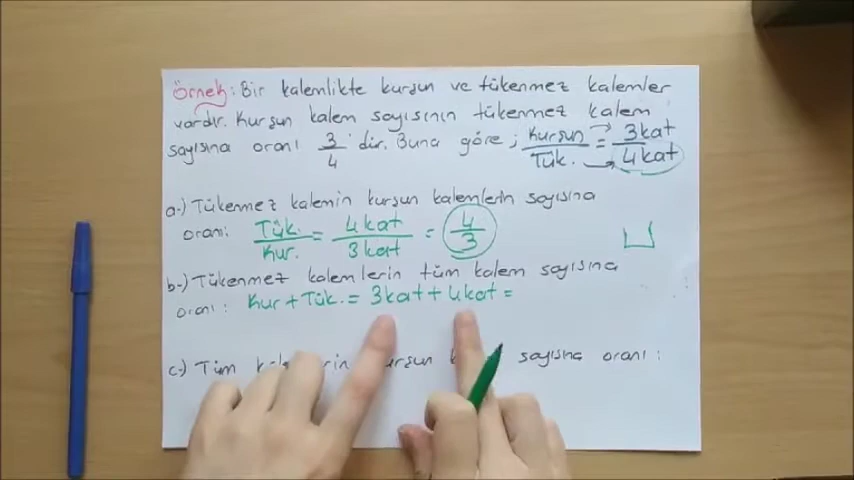 Örnek: Bir kalemlikte kurşun ve tükenmez kalemler
vardır. Kurşun kalem sayısının tükenmez kalem
sayısına oranı 3/4 'dir. Buna göre; Kurşun/Tük. = 3kat/4kat
a-) Tükenmez kalemin kurşun kalemlerin sayısına
oranı: Tük./Kur. = 4kat/3kat = 4/3
b-) Tükenmez kalemlerin tüm kalem sayısına
oranı: Kur + Tük. = 3kat + 4kat =
c-) Tüm kurşun sayısına oranı: